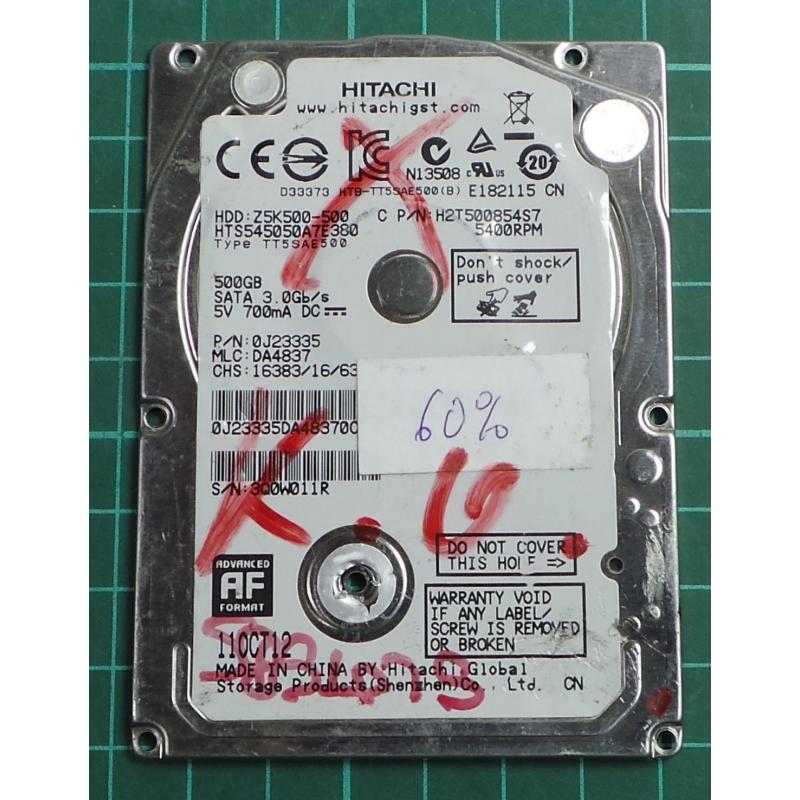 HITACHI
www.hitachigst.com
N13508
20
D33373 HTB-TT5SAE500(B) E182115 CN
HDD: Z5K500-500 C P/N: H2T500854S7
HTS545050A7E380 5400RPM
Type TT5SAE500
Don't shock/
push cover
500GB
SATA 3.0Gb/s
5V 700mA DC
P/N: 0J23335
MLC: DA4837
CHS: 16383/16/63
60%
0J23335DA48370C
S/N: 3Q0W011R
K.G.
DO NOT COVER
THIS HOLE =>
ADVANCED
AF
FORMAT
WARRANTY VOID
IF ANY LABEL/
SCREW IS REMOVED
OR BROKEN
11OCT12
MADE IN CHINA BY Hitachi Global
Storage Products(Shenzhen)Co., Ltd. CN